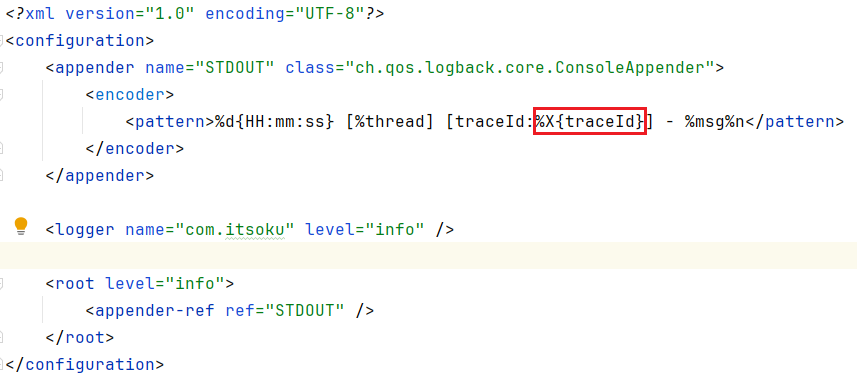 <?xml version="1.0" encoding="UTF-8"?>
<configuration>
    <appender name="STDOUT" class="ch.qos.logback.core.ConsoleAppender">
        <encoder>
            <pattern>%d{HH:mm:ss} [%thread] [traceId:%X{traceId}] - %msg%n</pattern>
        </encoder>
    </appender>

    <logger name="com.itsoku" level="info" />

    <root level="info">
        <appender-ref ref="STDOUT" />
    </root>
</configuration>